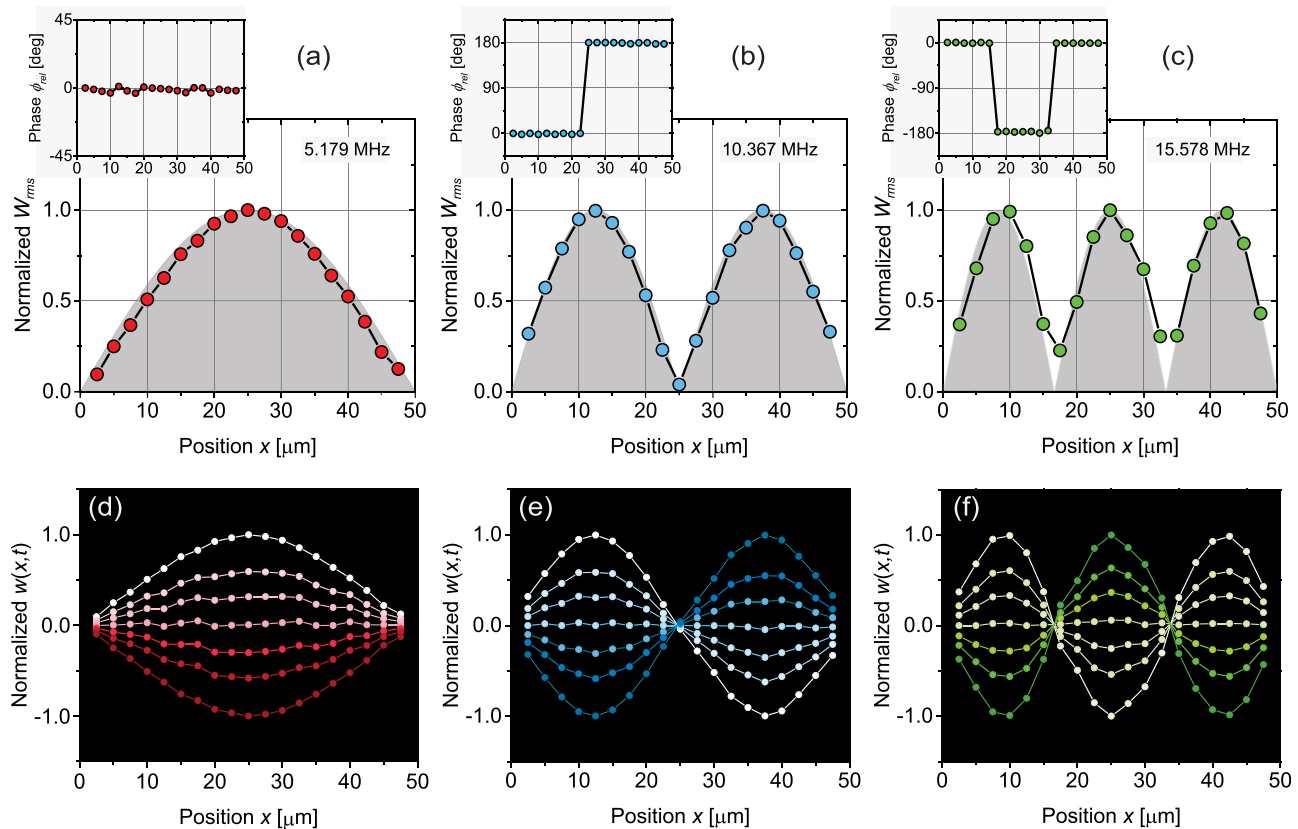 (a)
45
0
-45
0 10 20 30 40 50
Phase ϕrel [deg]
5.179 MHz
Normalized Wrms
1.0
0.5
0.0
0 10 20 30 40 50
Position x [μm]
(b)
180
90
0
0 10 20 30 40 50
Phase ϕrel [deg]
10.367 MHz
Normalized Wrms
1.0
0.5
0.0
0 10 20 30 40 50
Position x [μm]
(c)
0
-90
-180
0 10 20 30 40 50
Phase ϕrel [deg]
15.578 MHz
Normalized Wrms
1.0
0.5
0.0
0 10 20 30 40 50
Position x [μm]
(d)
Normalized w(x,t)
1.0
0.0
-1.0
0 10 20 30 40 50
Position x [μm]
(e)
Normalized w(x,t)
1.0
0.0
-1.0
0 10 20 30 40 50
Position x [μm]
(f)
Normalized w(x,t)
1.0
0.0
-1.0
0 10 20 30 40 50
Position x [μm]